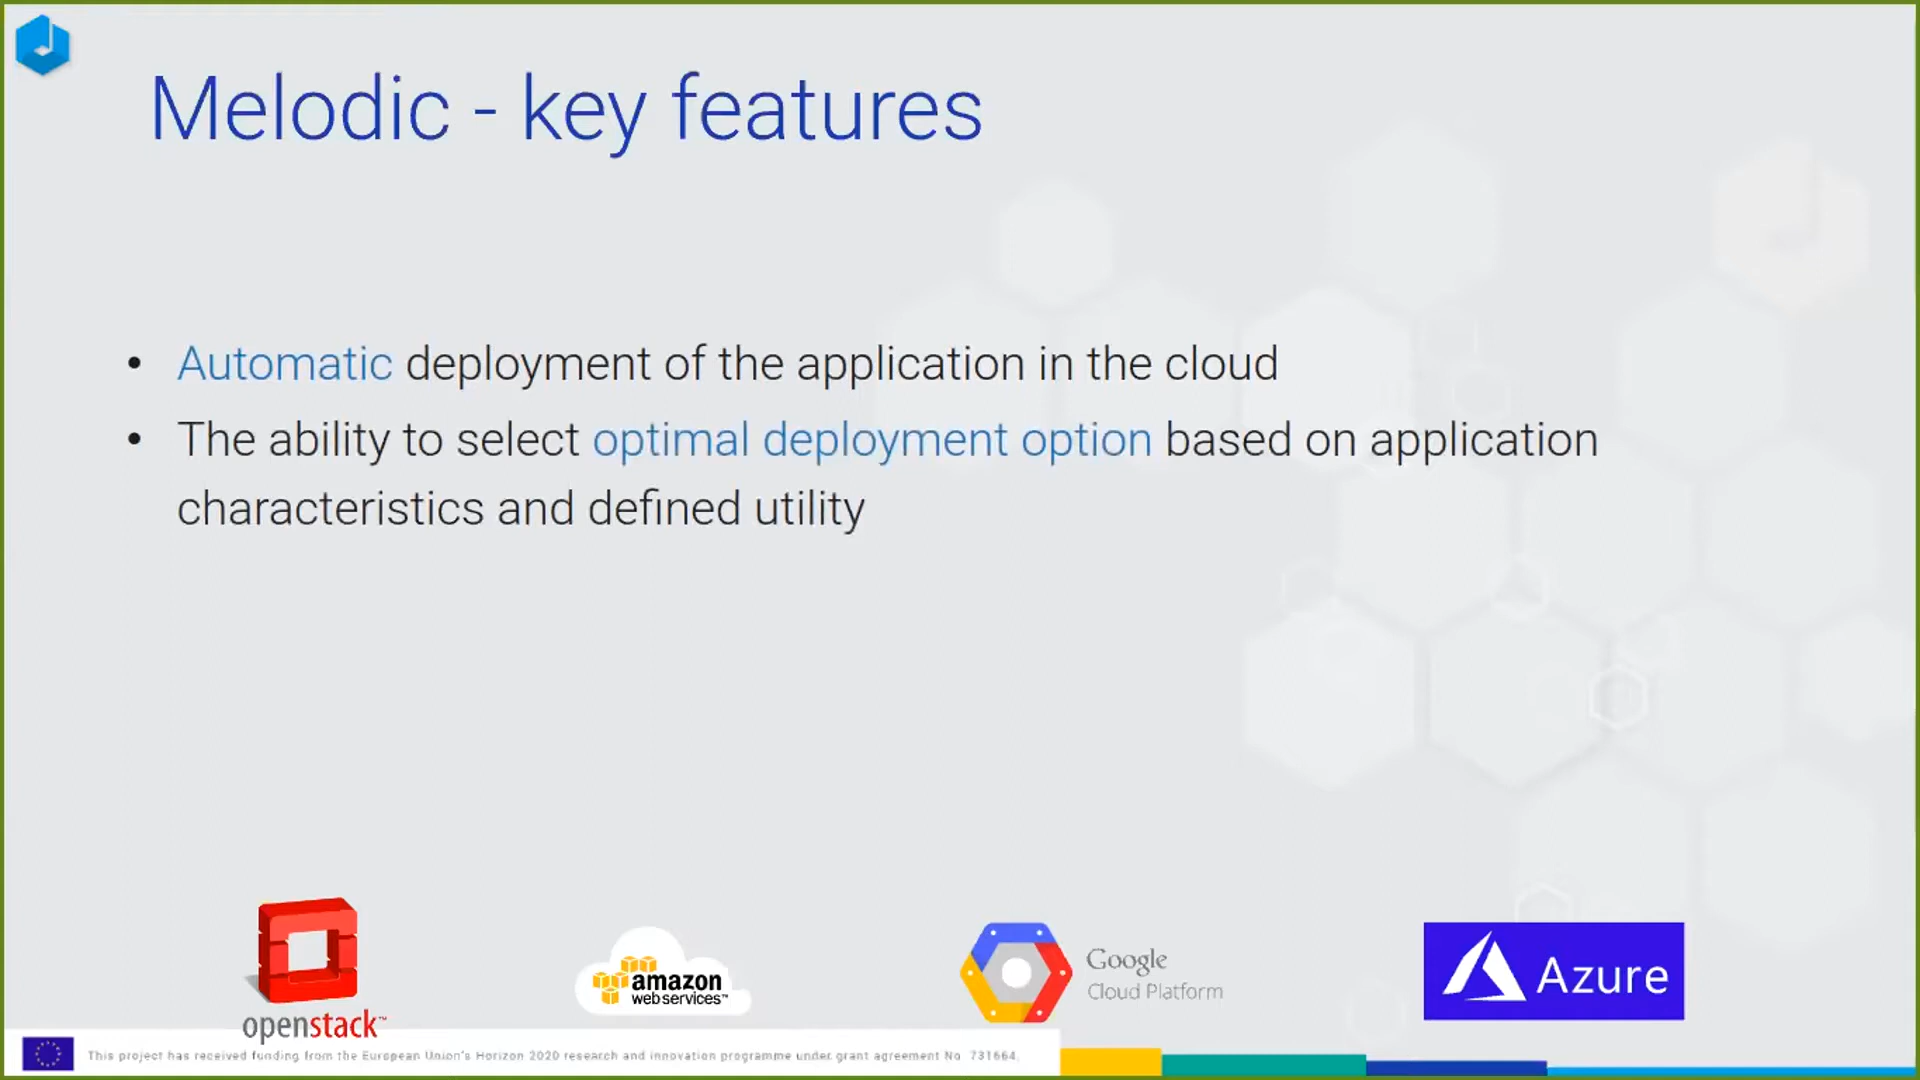 Melodic - key features
• Automatic deployment of the application in the cloud
• The ability to select optimal deployment option based on application
characteristics and defined utility
openstack™
amazon
web services™
Google
Cloud Platform
Azure
This project has received funding from the European Union's Horizon 2020 research and innovation programme under grant agreement No 731664.